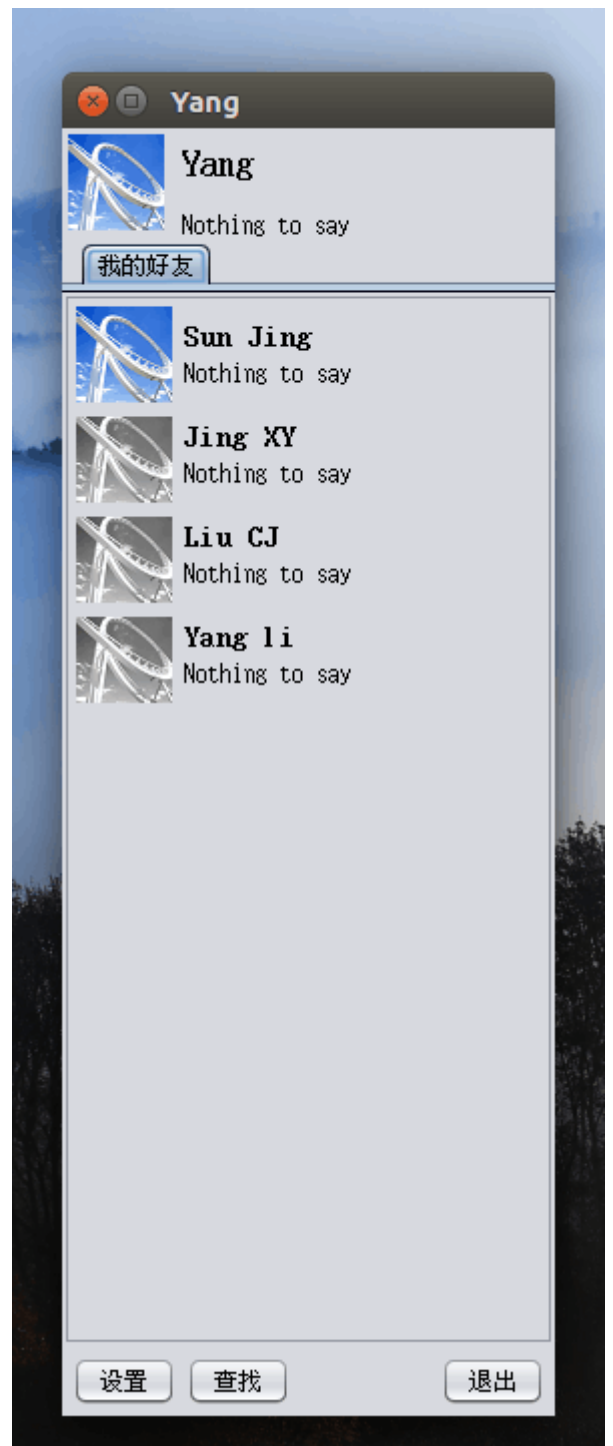 Yang
Yang
Nothing to say
我的好友
Sun Jing
Nothing to say
Jing XY
Nothing to say
Liu CJ
Nothing to say
Yang li
Nothing to say
设置 查找 退出